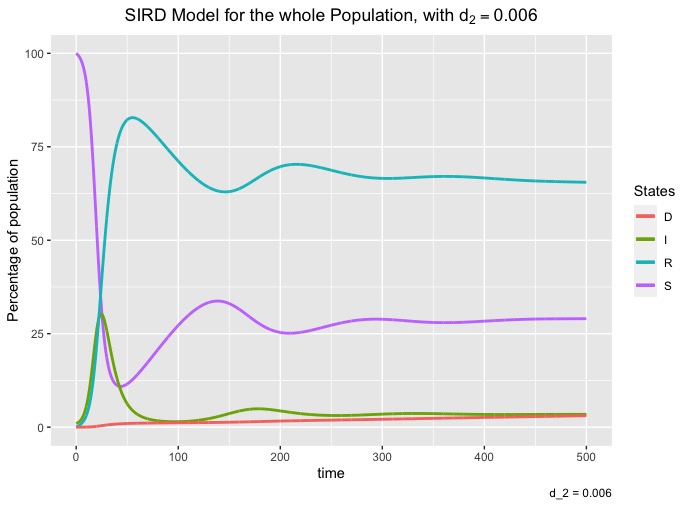 SIRD Model for the whole Population, with d₂ = 0.006
Percentage of population
100
75
50
25
0
0 100 200 300 400 500
time
States
D
I
R
S
d_2 = 0.006